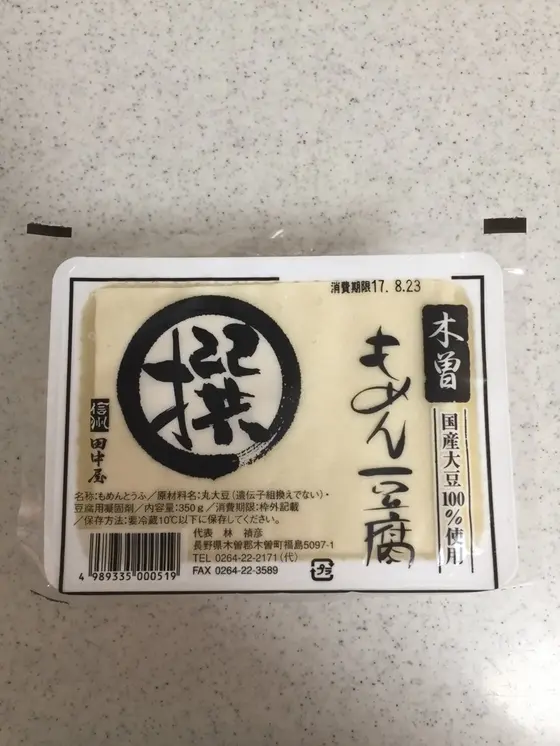 消費期限17. 8.23
木曽
もめん豆腐
国産大豆100%使用
撰
信州
田中屋
名称:もめんとうふ／原材料名:丸大豆(遺伝子組換えでない)・
豆腐用凝固剤／内容量:350g／消費期限:枠外記載
／保存方法:要冷蔵10℃以下に保存してください。
代表 林 禎彦
長野県木曽郡木曽町福島5097-1
TEL 0264-22-2171(代)
FAX 0264-22-3589
4 989335 000519
プラ